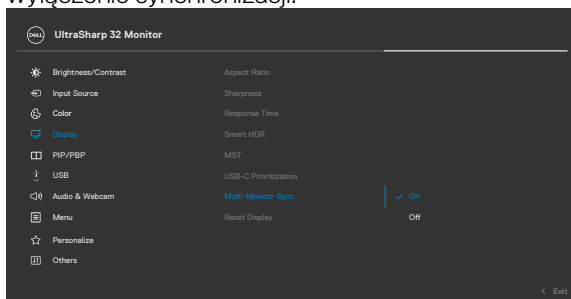 wyłączenie synchronizacji.
DELL UltraSharp 32 Monitor
Brightness/Contrast Aspect Ratio
Input Source Sharpness
Color Response Time
Display Smart HDR
PIP/PBP MST
USB USB-C Prioritization
Audio & Webcam Multi-Monitor Sync On
Menu Reset Display Off
Personalize
Others
Exit